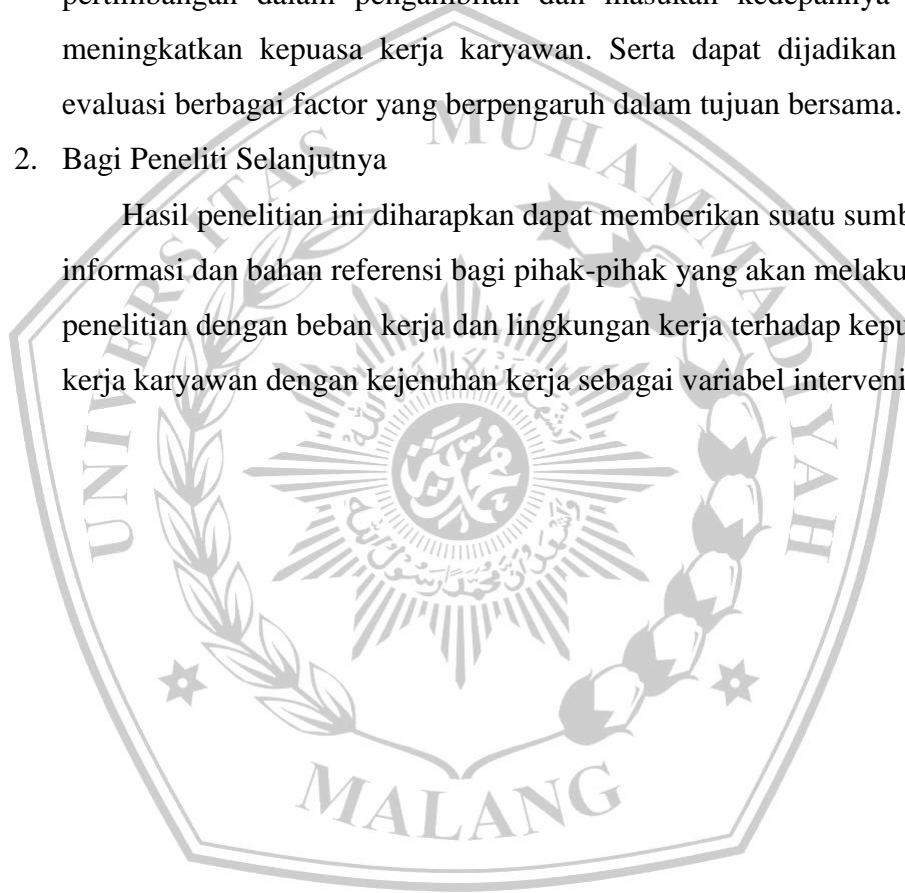 pertimbangan dalam pengambilan dan masukan kedepannya
meningkatkan kepuasa kerja karyawan. Serta dapat dijadikan
evaluasi berbagai factor yang berpengaruh dalam tujuan bersama.
2. Bagi Peneliti Selanjutnya
Hasil penelitian ini diharapkan dapat memberikan suatu sumb
informasi dan bahan referensi bagi pihak-pihak yang akan melaku
penelitian dengan beban kerja dan lingkungan kerja terhadap kepu
kerja karyawan dengan kejenuhan kerja sebagai variabel interveni
UNIVERSITAS MUHAMMADIYAH
MALANG